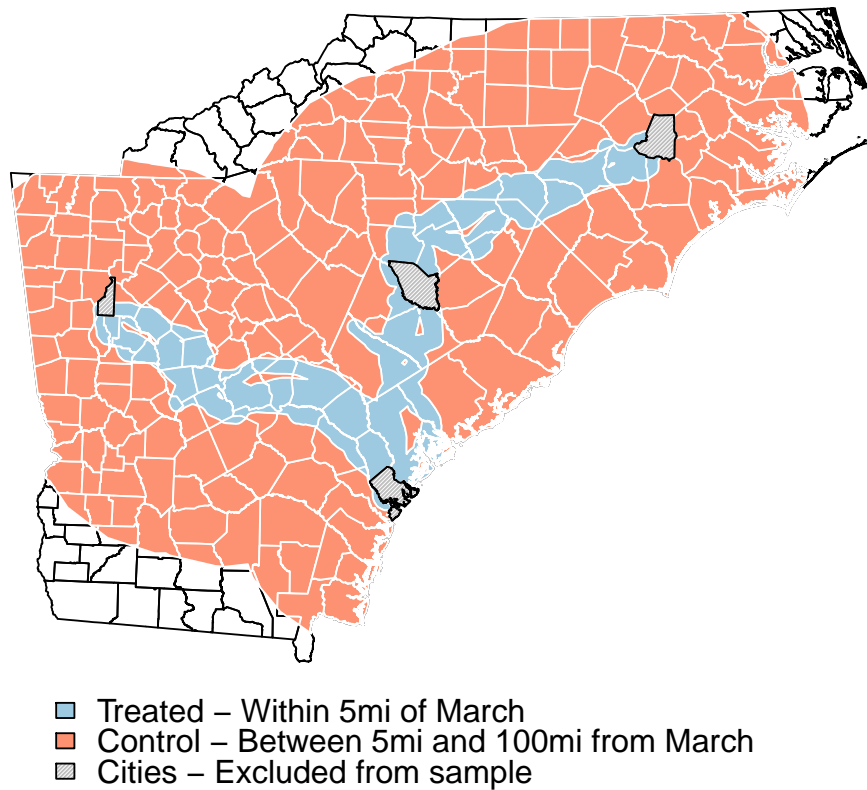 Treated – Within 5mi of March
Control – Between 5mi and 100mi from March
Cities – Excluded from sample